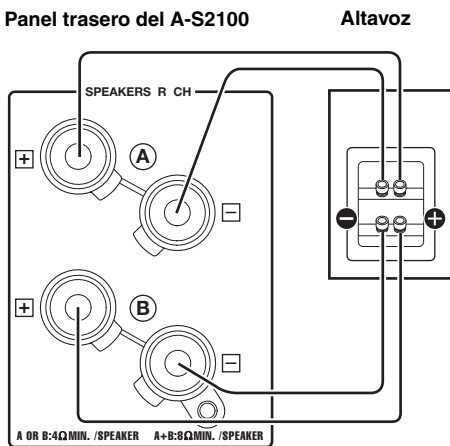 Panel trasero del A-S2100
Altavoz
SPEAKERS R CH
+
A
−
− +
+
B
−
A OR B:4ΩMIN. /SPEAKER A+B:8ΩMIN. /SPEAKER